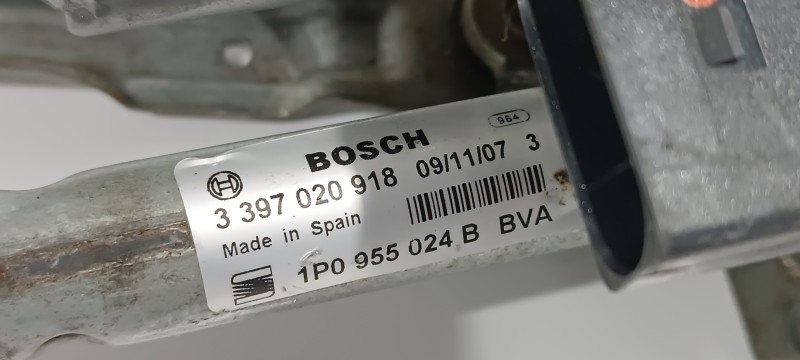 964
BOSCH
3 397 020 918 09/11/07 3
Made in Spain
1P0 955 024 B BVA